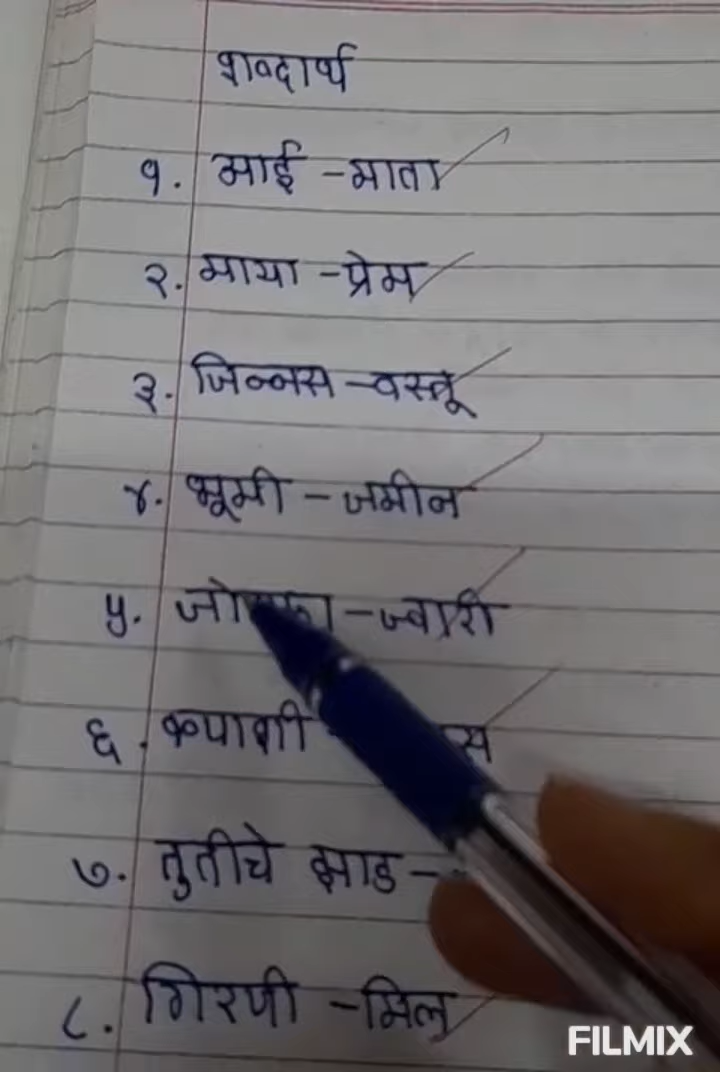 शब्दार्थ
१. आई - माता
२. माया - प्रेम
३. जिन्नस - वस्तू
४. भूमी - जमीन
५. - ज्वारी
६. कपाशी
७. तुतीचे झाड -
८. गिरणी - मिल
FILMIX